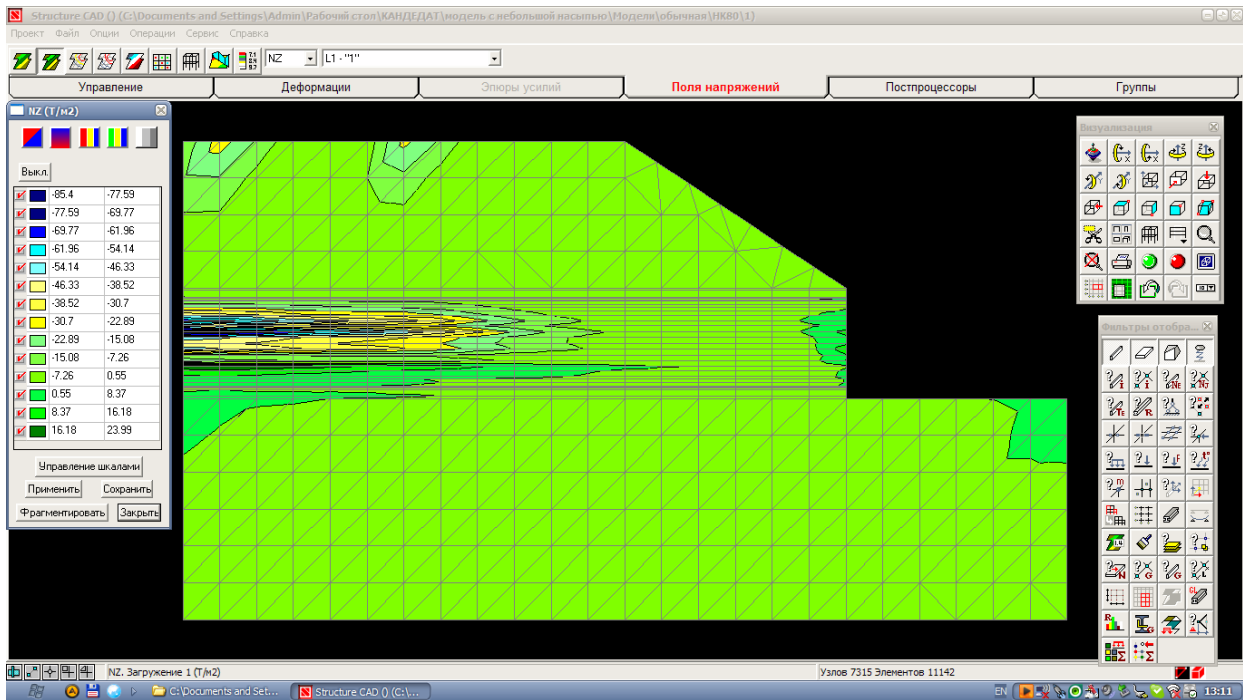 Structure CAD () (C:\Documents and Settings\Admin\Рабочий стол\КАНДЕДАТ\модель с небольшой насыпью\Модели\обычная\НК80\1)
Проект Файл Опции Операции Сервис Справка
NZ L1 - "1"
Управление Деформации Эпюры усилий Поля напряжений Постпроцессоры Группы
NZ (Т/м2)
Выкл.
-85.4 -77.59
-77.59 -69.77
-69.77 -61.96
-61.96 -54.14
-54.14 -46.33
-46.33 -38.52
-38.52 -30.7
-30.7 -22.89
-22.89 -15.08
-15.08 -7.26
-7.26 0.55
0.55 8.37
8.37 16.18
16.18 23.99
Управление шкалами
Применить Сохранить
Фрагментировать Закрыть
Визуализация
Фильтры отобра...
NZ. Загружение 1 (Т/м2)
Узлов 7315 Элементов 11142
C:\Documents and Set...
Structure CAD () (C:\...
EN
13:11